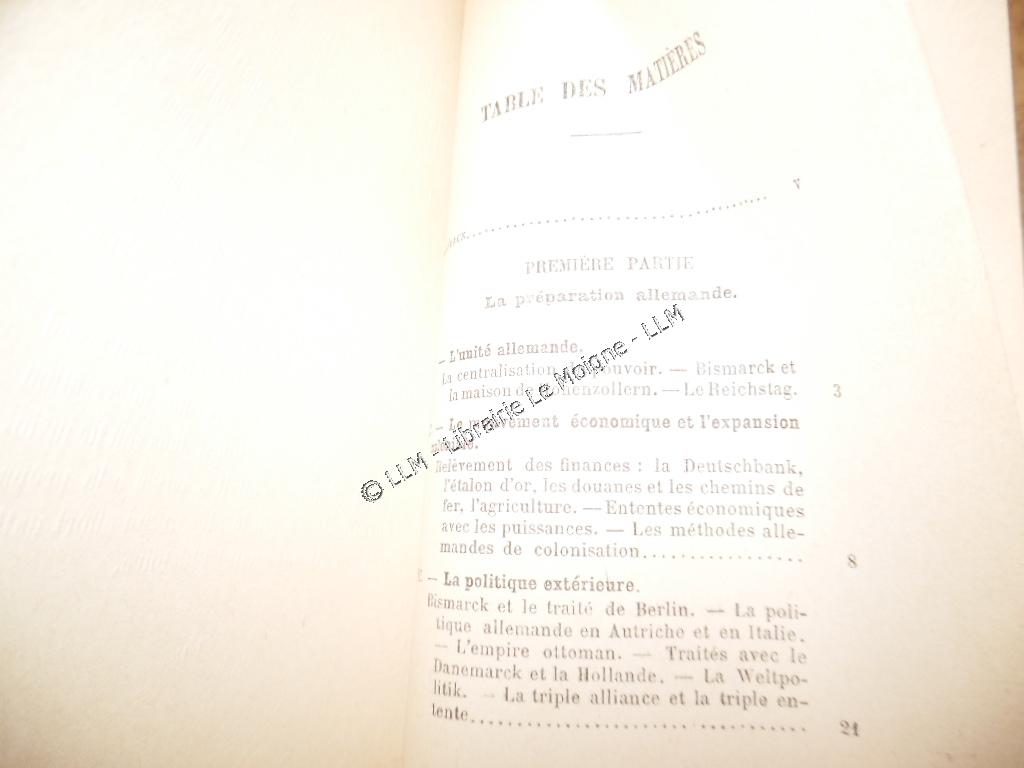 TABLE DES MATIÈRES
V
PREMIÈRE PARTIE
La préparation allemande.
— L'unité allemande.
La centralisation du pouvoir. — Bismarck et
la maison de Hohenzollern. — Le Reichstag. 3
— Le mouvement économique et l'expansion
Relèvement des finances : la Deutschbank,
l'étalon d'or, les douanes et les chemins de
fer, l'agriculture. — Ententes économiques
avec les puissances. — Les méthodes alle-
mandes de colonisation................. 8
— La politique extérieure.
Bismarck et le traité de Berlin. — La poli-
tique allemande en Autriche et en Italie.
— L'empire ottoman. — Traités avec le
Danemarck et la Hollande. — La Weltpo-
litik. — La triple alliance et la triple en-
tente................................... 21
© LLM - Librairie Le Moigne - LLM